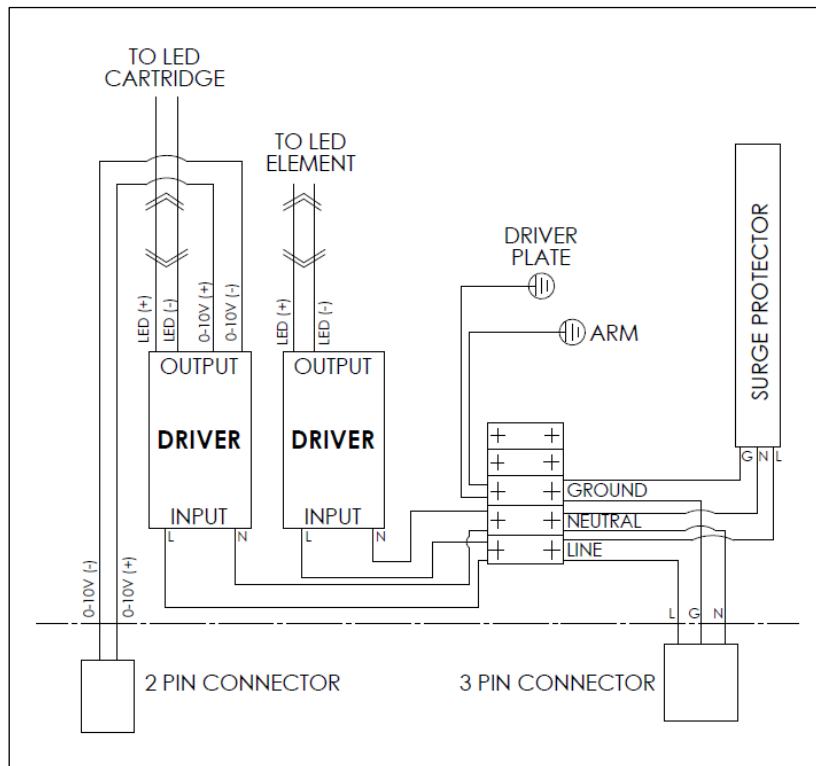 TO LED
CARTRIDGE
TO LED
ELEMENT
DRIVER
PLATE
ARM
SURGE PROTECTOR
LED (+)
LED (-)
0-10V (+)
0-10V (-)
LED (+)
LED (-)
OUTPUT
DRIVER
INPUT
L
N
OUTPUT
DRIVER
INPUT
L
N
G N L
GROUND
NEUTRAL
LINE
0-10V (-)
0-10V (+)
L G N
2 PIN CONNECTOR
3 PIN CONNECTOR